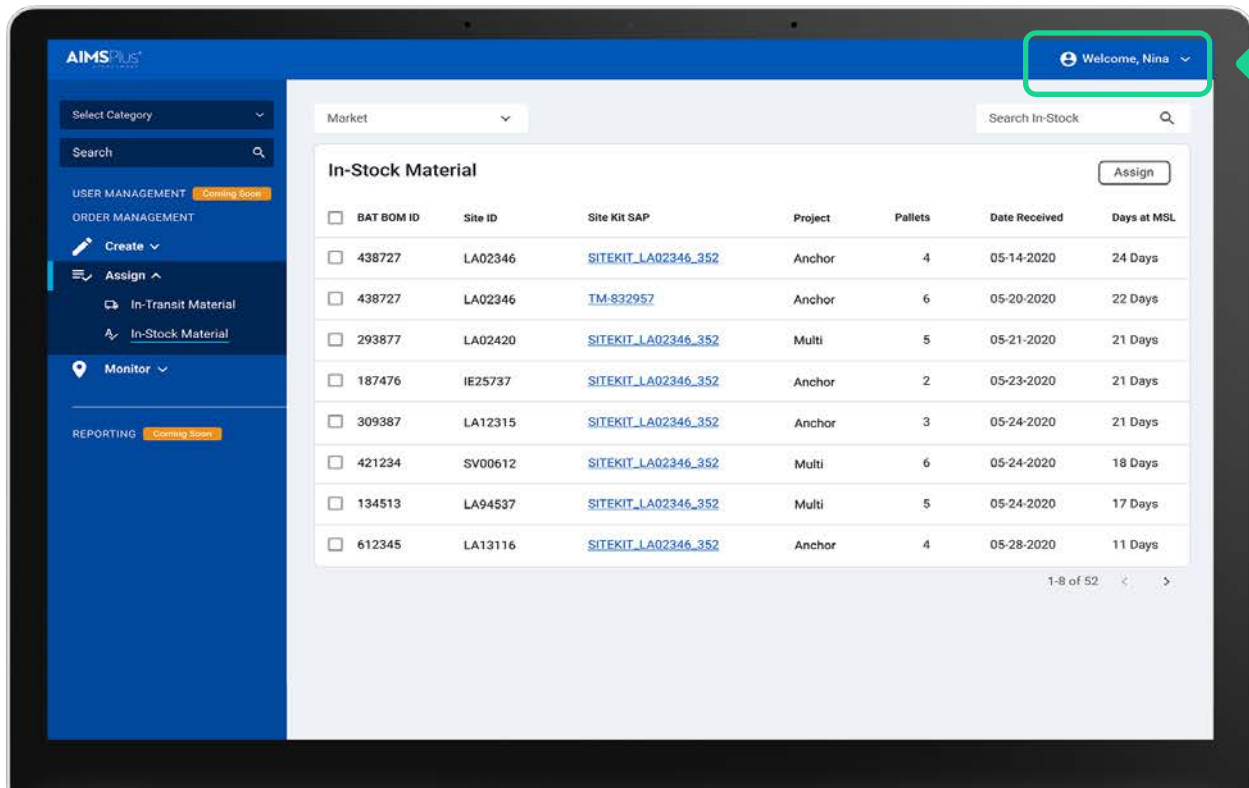 AIMSPlus+
Welcome, Nina
Select Category
Search
USER MANAGEMENT Coming Soon
ORDER MANAGEMENT
Create
Assign
In-Transit Material
In-Stock Material
Monitor
REPORTING Coming Soon
Market
Search In-Stock
In-Stock Material
Assign
BAT BOM ID Site ID Site Kit SAP Project Pallets Date Received Days at MSL
438727 LA02346 SITEKIT_LA02346_352 Anchor 4 05-14-2020 24 Days
438727 LA02346 TM-832957 Anchor 6 05-20-2020 22 Days
293877 LA02420 SITEKIT_LA02346_352 Multi 5 05-21-2020 21 Days
187476 IE25737 SITEKIT_LA02346_352 Anchor 2 05-23-2020 21 Days
309387 LA12315 SITEKIT_LA02346_352 Anchor 3 05-24-2020 21 Days
421234 SV00612 SITEKIT_LA02346_352 Multi 6 05-24-2020 18 Days
134513 LA94537 SITEKIT_LA02346_352 Multi 5 05-24-2020 17 Days
612345 LA13116 SITEKIT_LA02346_352 Anchor 4 05-28-2020 11 Days
1-8 of 52